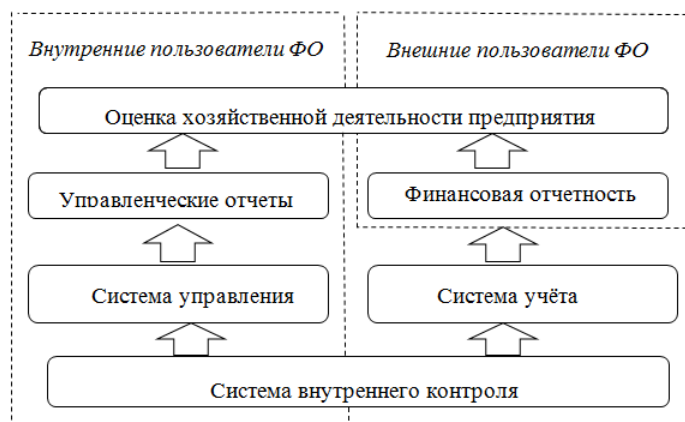 Внутренние пользователи ФО
Внешние пользователи ФО
Оценка хозяйственной деятельности предприятия
Управленческие отчеты
Финансовая отчетность
Система управления
Система учёта
Система внутреннего контроля